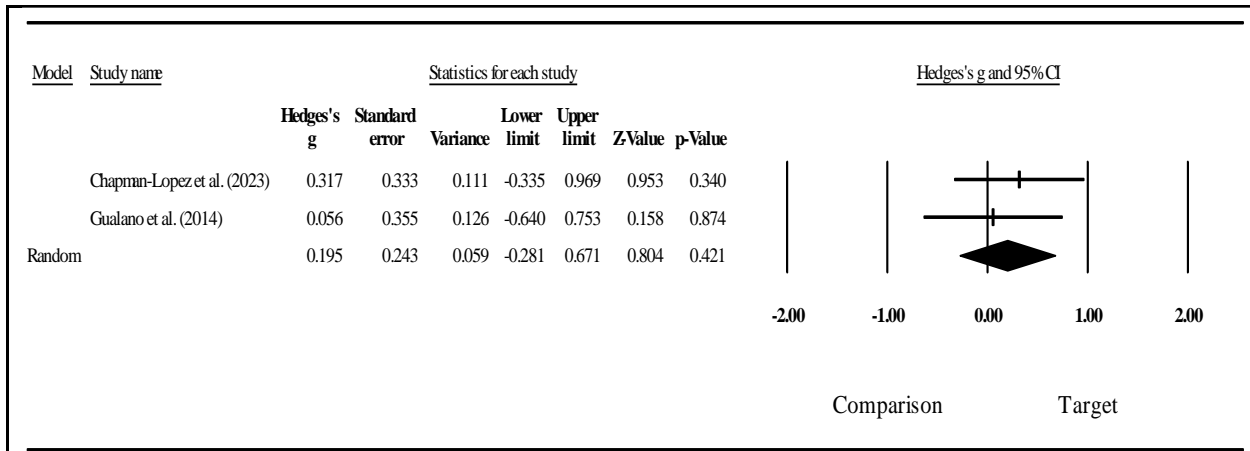 Model Study name Statistics for each study Hedges's g and 95% CI
Hedges's Standard Lower Upper
g error Variance limit limit Z-Value p-Value
Chapman-Lopez et al. (2023) 0.317 0.333 0.111 -0.335 0.969 0.953 0.340
Gualano et al. (2014) 0.056 0.355 0.126 -0.640 0.753 0.158 0.874
Random 0.195 0.243 0.059 -0.281 0.671 0.804 0.421
-2.00 -1.00 0.00 1.00 2.00
Comparison Target